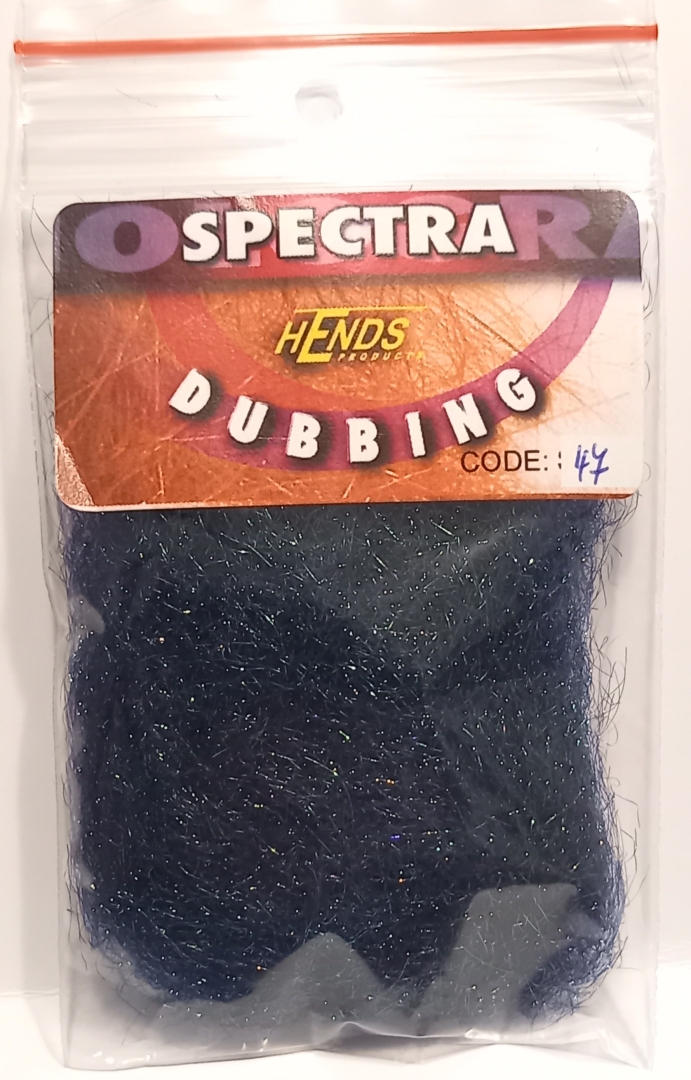 SPECTRA
HENDS
PRODUCTS
DUBBING
CODE: 47